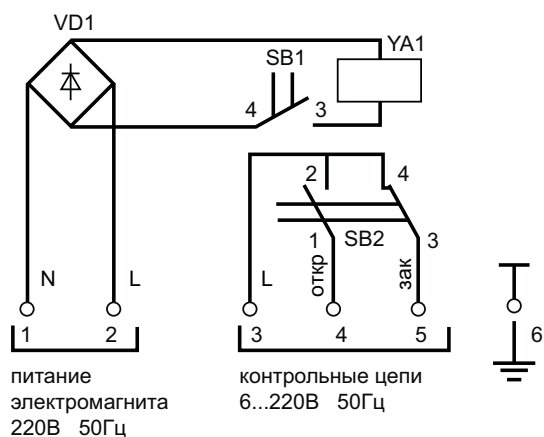 VD1
SB1
YA1
4
3
2
4
1
SB2
3
N
L
L
откр
зак
1
2
3
4
5
6
питание
электромагнита
220В 50Гц
контрольные цепи
6...220В 50Гц